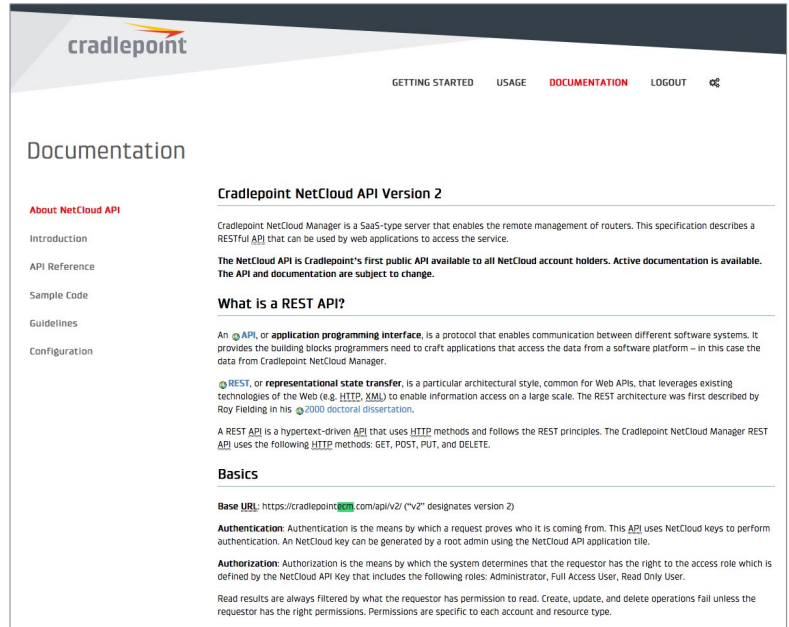 cradlepoint
GETTING STARTED USAGE DOCUMENTATION LOGOUT
Documentation
About NetCloud API
Introduction
API Reference
Sample Code
Guidelines
Configuration
Cradlepoint NetCloud API Version 2
Cradlepoint NetCloud Manager is a SaaS-type server that enables the remote management of routers. This specification describes a
RESTful API that can be used by web applications to access the service.
The NetCloud API is Cradlepoint's first public API available to all NetCloud account holders. Active documentation is available.
The API and documentation are subject to change.
What is a REST API?
An API, or application programming interface, is a protocol that enables communication between different software systems. It
provides the building blocks programmers need to craft applications that access the data from a software platform – in this case the
data from Cradlepoint NetCloud Manager.
REST, or representational state transfer, is a particular architectural style, common for Web APIs, that leverages existing
technologies of the Web (e.g. HTTP, XML) to enable information access on a large scale. The REST architecture was first described by
Roy Fielding in his 2000 doctoral dissertation.
A REST API is a hypertext-driven API that uses HTTP methods and follows the REST principles. The Cradlepoint NetCloud Manager REST
API uses the following HTTP methods: GET, POST, PUT, and DELETE.
Basics
Base URL: https://cradlepointecm.com/api/v2/ ("v2" designates version 2)
Authentication: Authentication is the means by which a request proves who it is coming from. This API uses NetCloud keys to perform
authentication. An NetCloud key can be generated by a root admin using the NetCloud API application tile.
Authorization: Authorization is the means by which the system determines that the requestor has the right to the access role which is
defined by the NetCloud API Key that includes the following roles: Administrator, Full Access User, Read Only User.
Read results are always filtered by what the requestor has permission to read. Create, update, and delete operations fail unless the
requestor has the right permissions. Permissions are specific to each account and resource type.